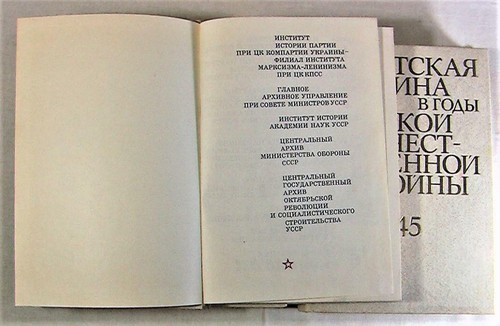 ИНСТИТУТ
ИСТОРИИ ПАРТИИ
ПРИ ЦК КОМПАРТИИ УКРАИНЫ–
ФИЛИАЛ ИНСТИТУТА
МАРКСИЗМА-ЛЕНИНИЗМА
ПРИ ЦК КПСС
ГЛАВНОЕ
АРХИВНОЕ УПРАВЛЕНИЕ
ПРИ СОВЕТЕ МИНИСТРОВ УССР
ИНСТИТУТ ИСТОРИИ
АКАДЕМИИ НАУК УССР
ЦЕНТРАЛЬНЫЙ
АРХИВ
МИНИСТЕРСТВА ОБОРОНЫ
СССР
ЦЕНТРАЛЬНЫЙ
ГОСУДАРСТВЕННЫЙ
АРХИВ
ОКТЯБРЬСКОЙ
РЕВОЛЮЦИИ
И СОЦИАЛИСТИЧЕСКОГО
СТРОИТЕЛЬСТВА
УССР
ТСКАЯ
ИНА
В ГОДЫ
КОЙ
ЧЕСТ-
ЕННОЙ
ОЙНЫ
45